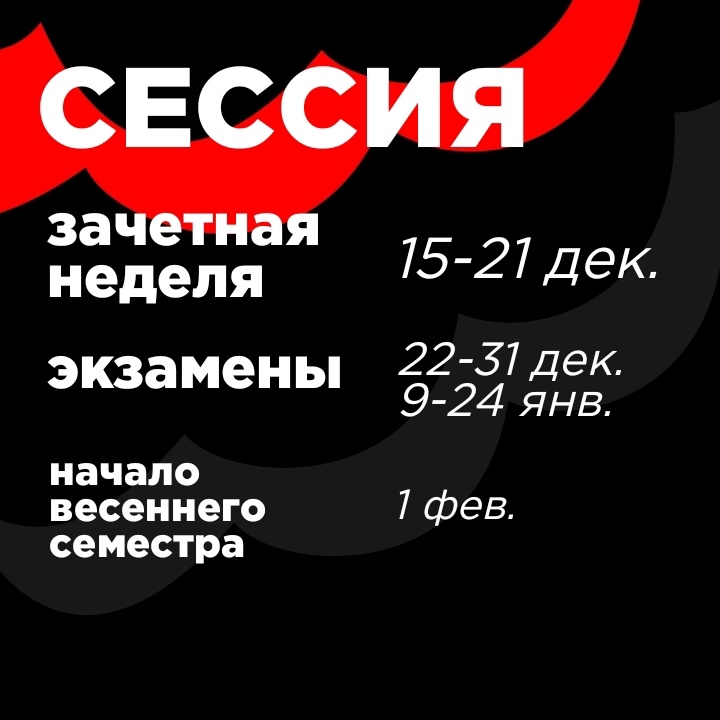 СЕССИЯ
зачетная
неделя
15-21 дек.
экзамены
22-31 дек.
9-24 янв.
начало
весеннего
семестра
1 фев.